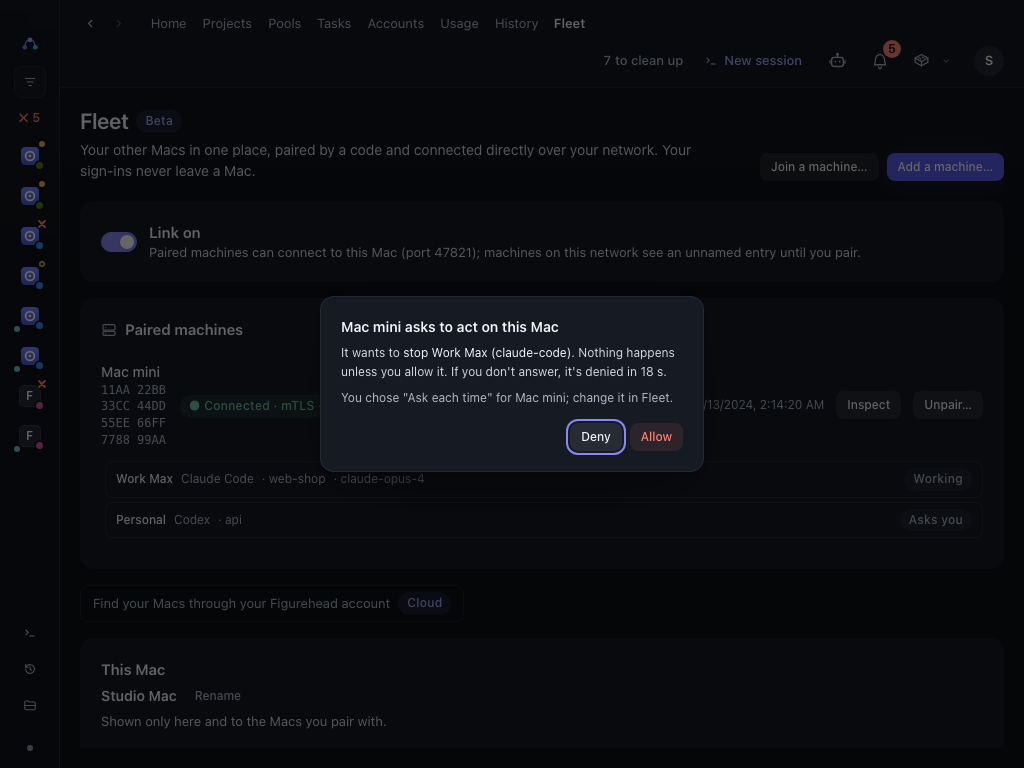 Home Projects Pools Tasks Accounts Usage History Fleet
7 to clean up
New session
5
S
5
Fleet Beta
Your other Macs in one place, paired by a code and connected directly over your network. Your
sign-ins never leave a Mac.
Join a machine...
Add a machine...
Link on
Paired machines can connect to this Mac (port 47821); machines on this network see an unnamed entry until you pair.
Paired machines
Mac mini
11AA 22BB
33CC 44DD
55EE 66FF
7788 99AA
Connected · mTLS ·
/13/2024, 2:14:20 AM
Inspect
Unpair...
Mac mini asks to act on this Mac
It wants to stop Work Max (claude-code). Nothing happens
unless you allow it. If you don't answer, it's denied in 18 s.
You chose "Ask each time" for Mac mini; change it in Fleet.
Deny
Allow
Work Max Claude Code · web-shop · claude-opus-4
Working
Personal Codex · api
Asks you
F
F
Find your Macs through your Figurehead account Cloud
This Mac
Studio Mac Rename
Shown only here and to the Macs you pair with.